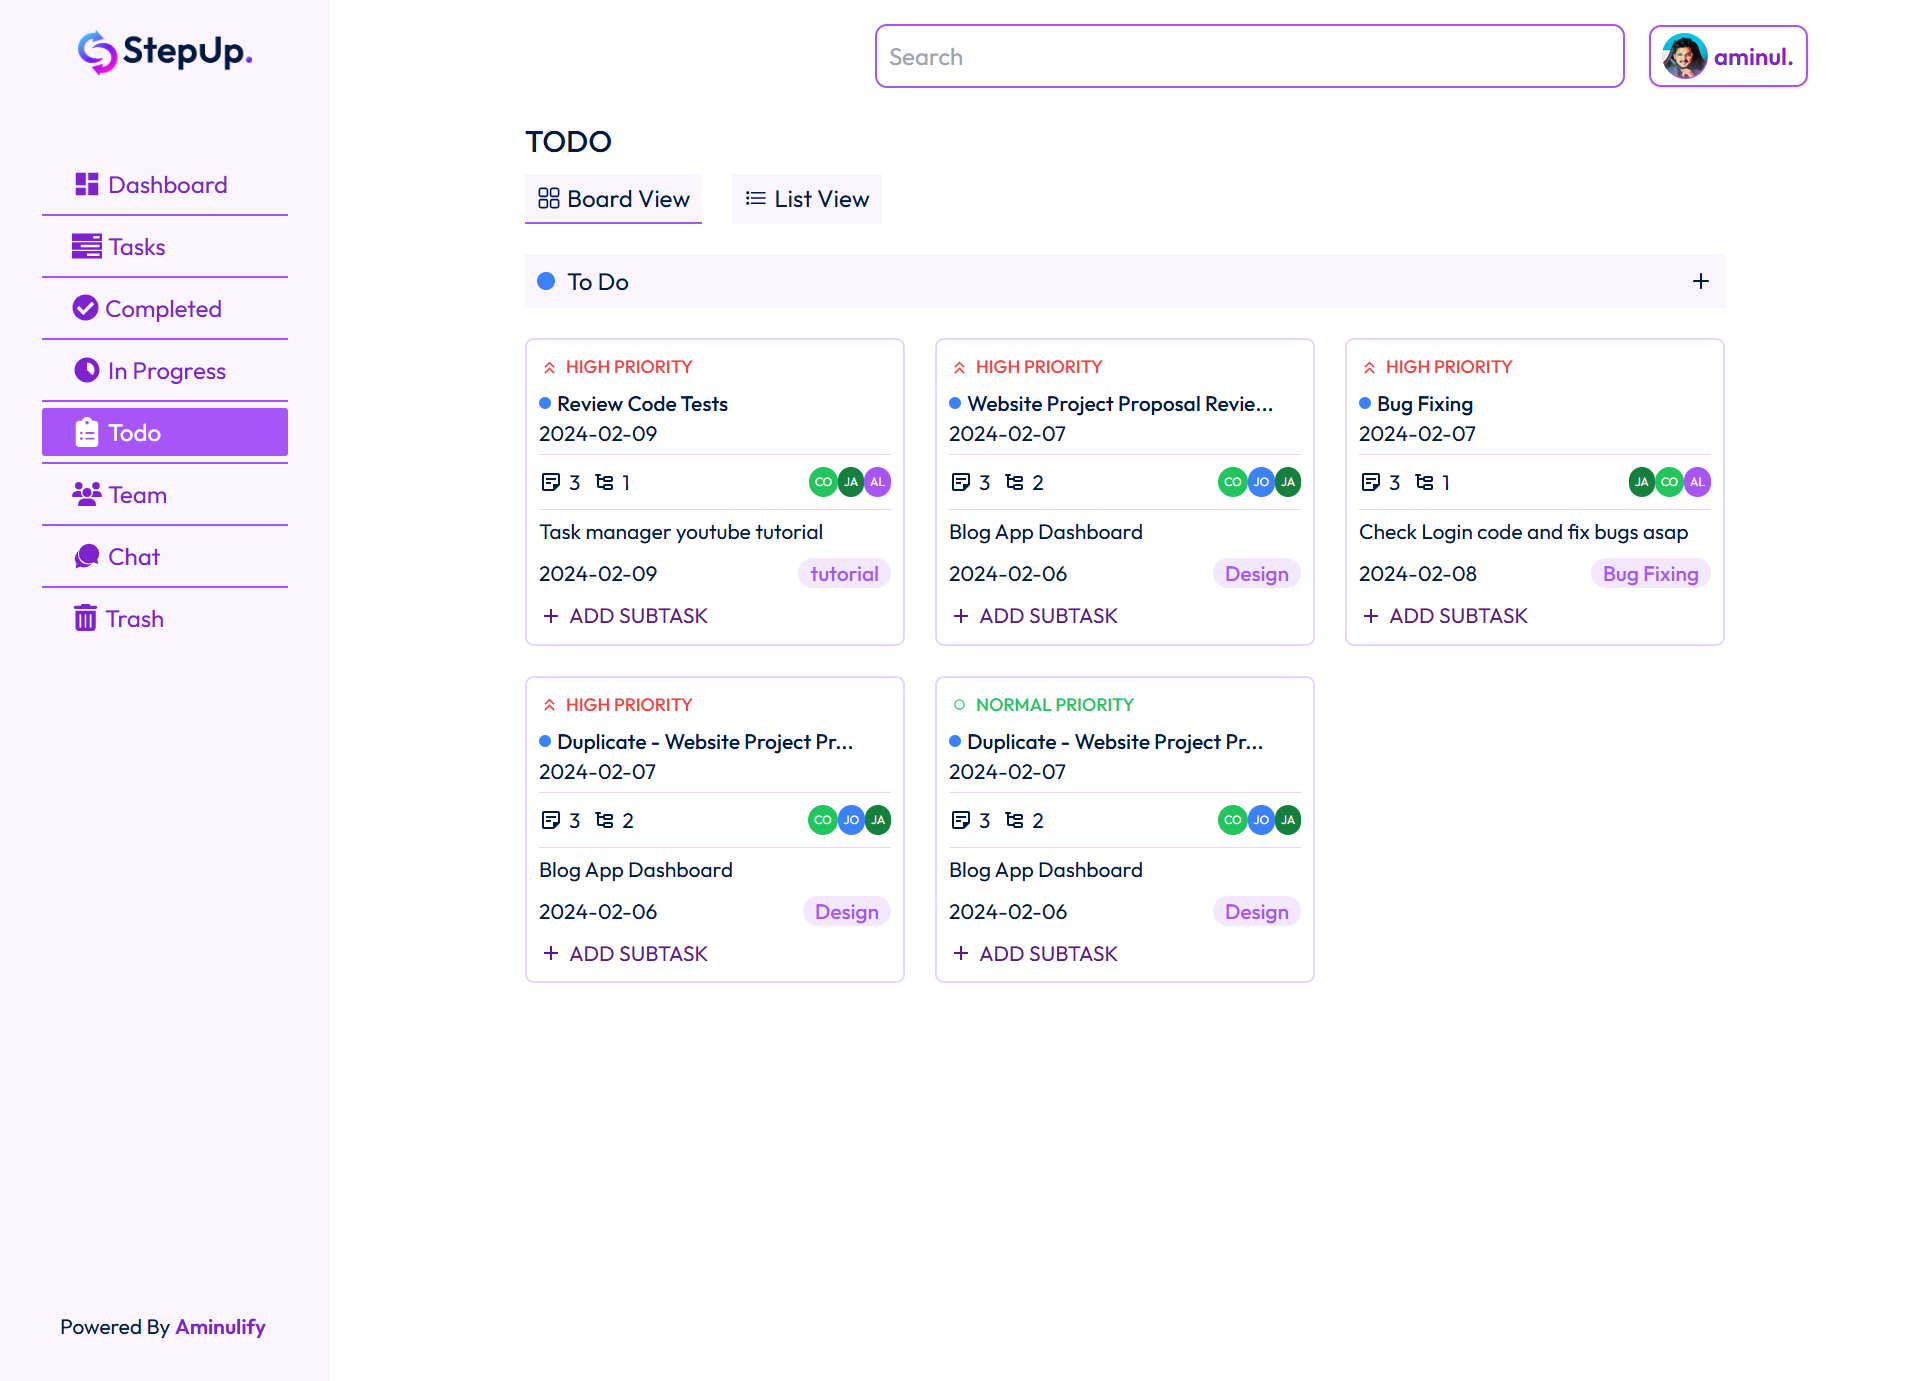 StepUp.
Search
aminul.
Dashboard
Tasks
Completed
In Progress
Todo
Team
Chat
Trash
Powered By Aminulify
TODO
Board View
List View
To Do
HIGH PRIORITY
Review Code Tests
2024-02-09
3 1 CO JA AL
Task manager youtube tutorial
2024-02-09 tutorial
+ ADD SUBTASK
HIGH PRIORITY
Website Project Proposal Revie...
2024-02-07
3 2 CO JO JA
Blog App Dashboard
2024-02-06 Design
+ ADD SUBTASK
HIGH PRIORITY
Bug Fixing
2024-02-07
3 1 JA CO AL
Check Login code and fix bugs asap
2024-02-08 Bug Fixing
+ ADD SUBTASK
HIGH PRIORITY
Duplicate - Website Project Pr...
2024-02-07
3 2 CO JO JA
Blog App Dashboard
2024-02-06 Design
+ ADD SUBTASK
NORMAL PRIORITY
Duplicate - Website Project Pr...
2024-02-07
3 2 CO JO JA
Blog App Dashboard
2024-02-06 Design
+ ADD SUBTASK